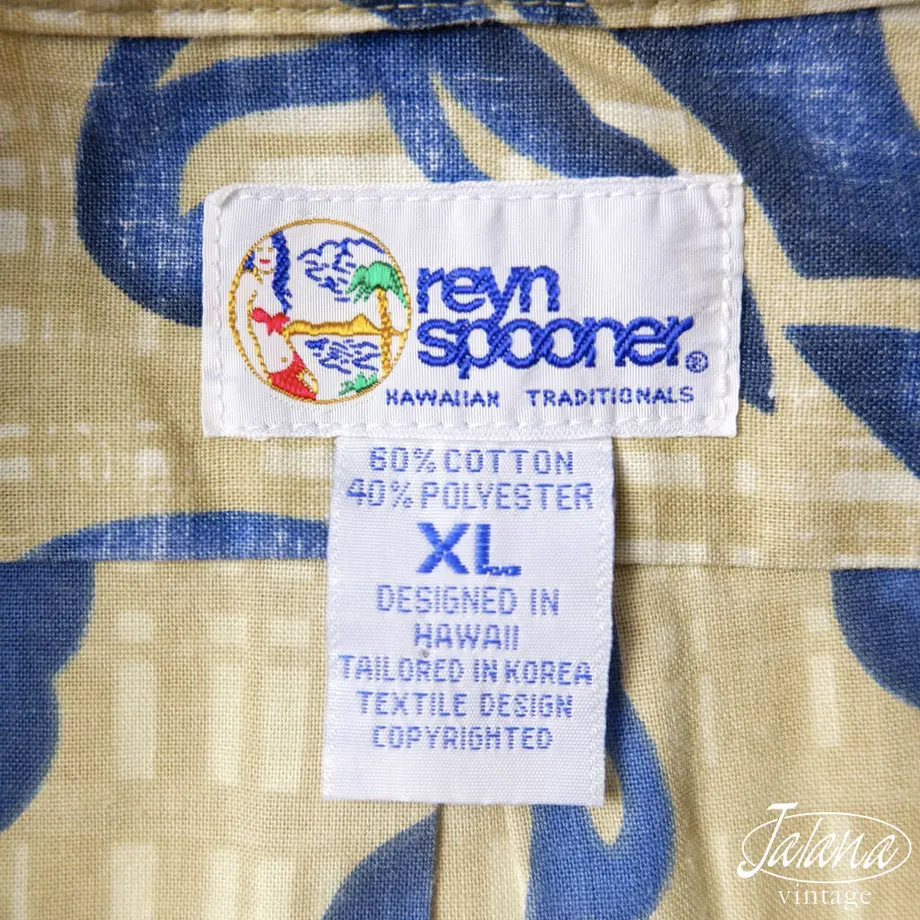 reyn
spooner®
HAWAIIAN TRADITIONALS
60% COTTON
40% POLYESTER
XL
DESIGNED IN
HAWAII
TAILORED IN KOREA
TEXTILE DESIGN
COPYRIGHTED
Jalana
vintage